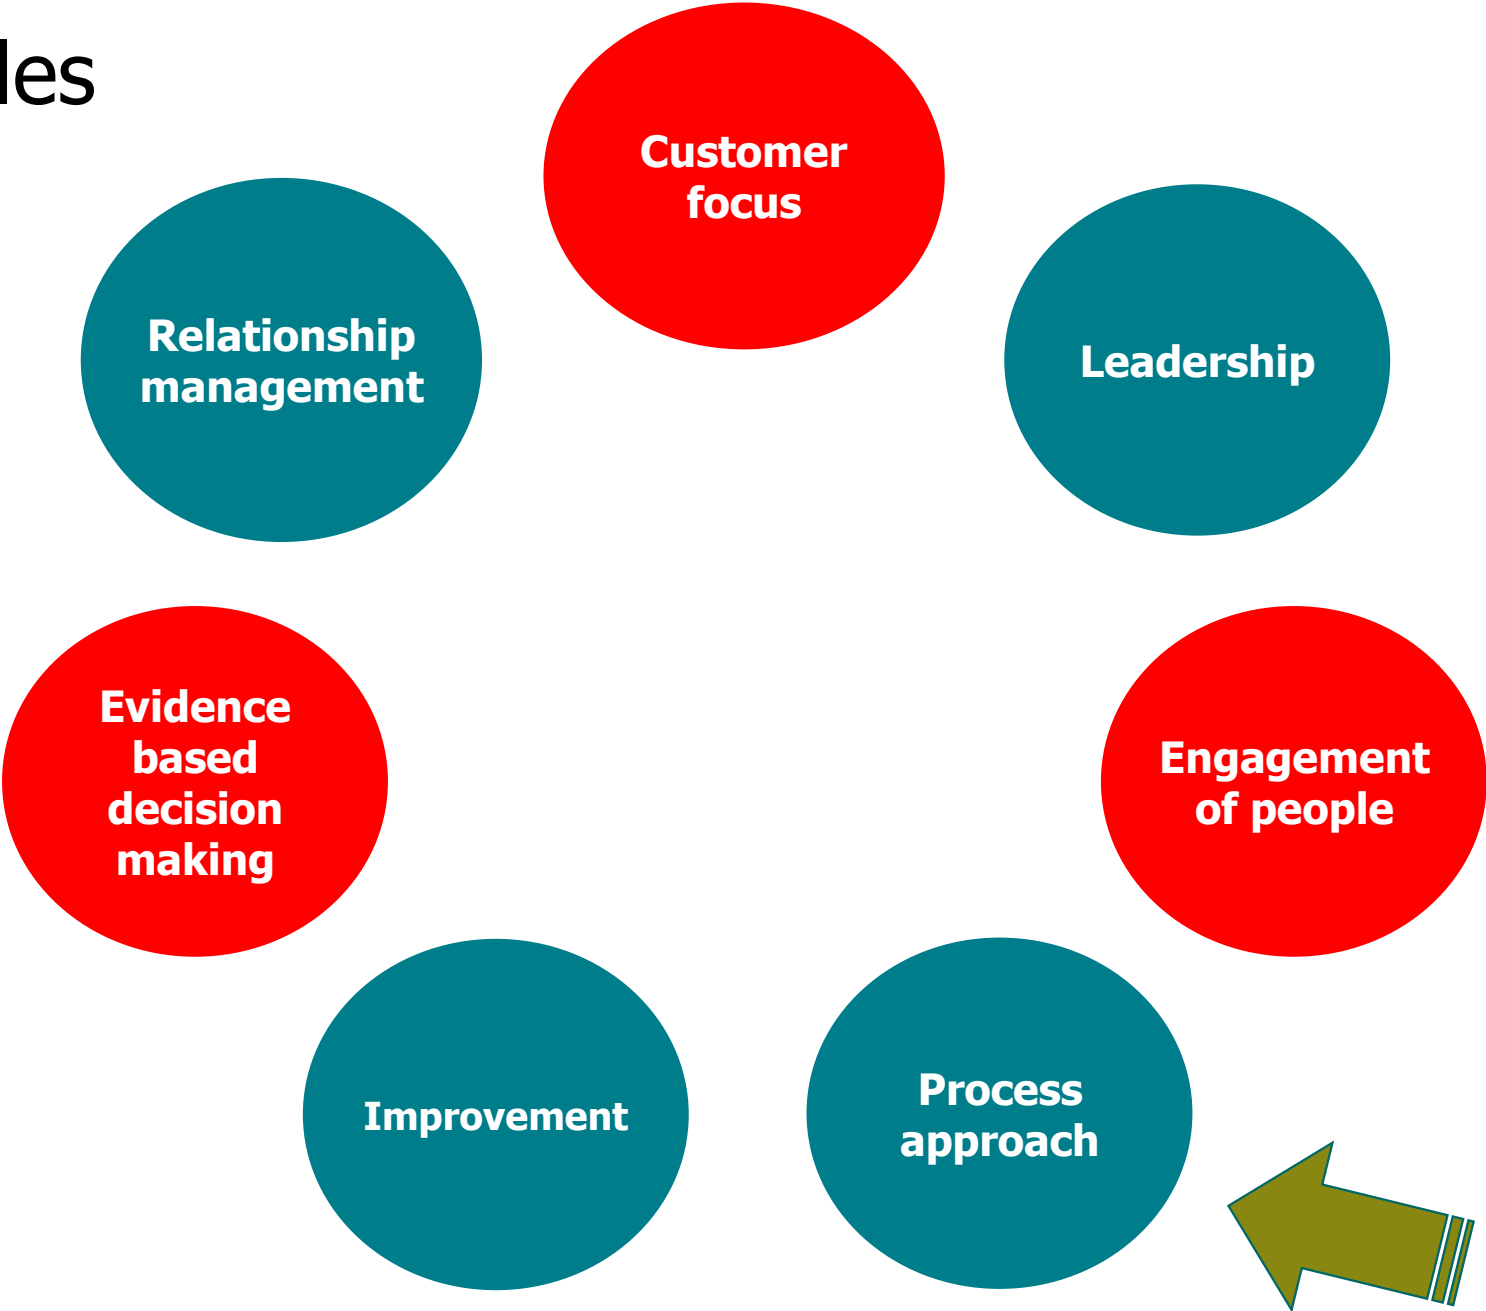 les
Customer
focus
Leadership
Engagement
of people
Process
approach
Improvement
Evidence
based
decision
making
Relationship
management